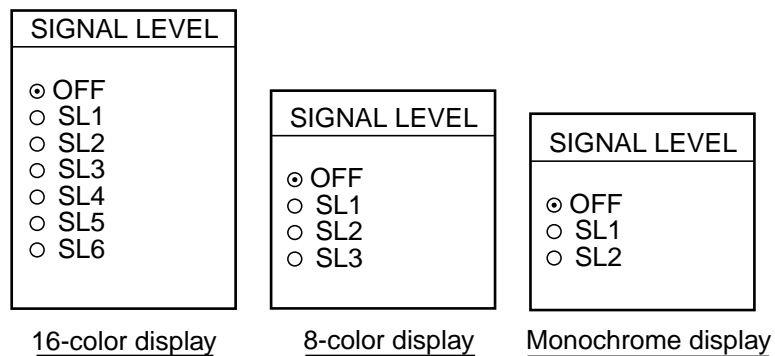 SIGNAL LEVEL
OFF
SL1
SL2
SL3
SL4
SL5
SL6
16-color display
SIGNAL LEVEL
OFF
SL1
SL2
SL3
8-color display
SIGNAL LEVEL
OFF
SL1
SL2
Monochrome display